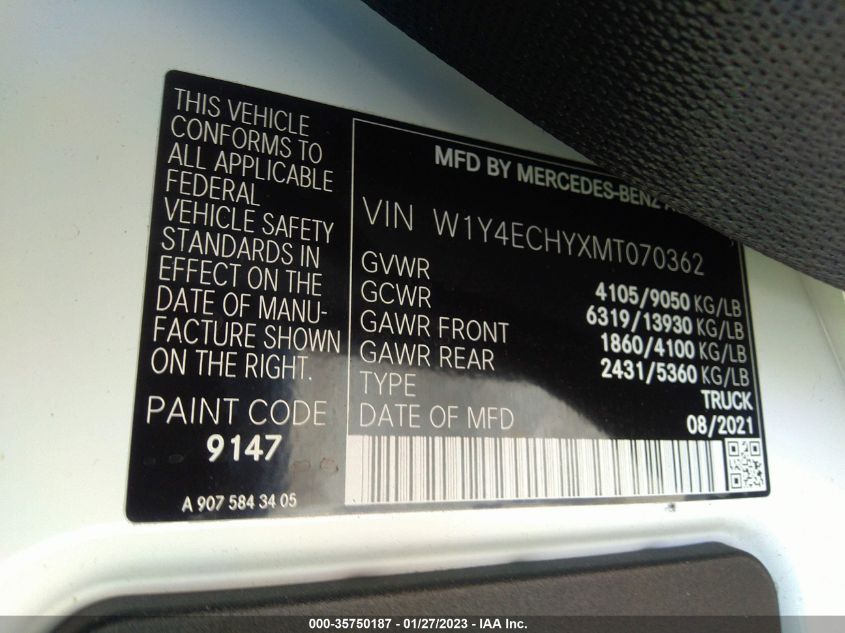 THIS VEHICLE
CONFORMS TO
ALL APPLICABLE
FEDERAL
VEHICLE SAFETY
STANDARDS IN
EFFECT ON THE
DATE OF MANU-
FACTURE SHOWN
ON THE RIGHT.
PAINT CODE
9147
A 907 584 34 05
MFD BY MERCEDES-BENZ
VIN W1Y4ECHYXMT070362
GVWR 4105/9050 KG/LB
GCWR 6319/13930 KG/LB
GAWR FRONT 1860/4100 KG/LB
GAWR REAR 2431/5360 KG/LB
TYPE TRUCK
DATE OF MFD 08/2021
000-35750187 - 01/27/2023 - IAA Inc.